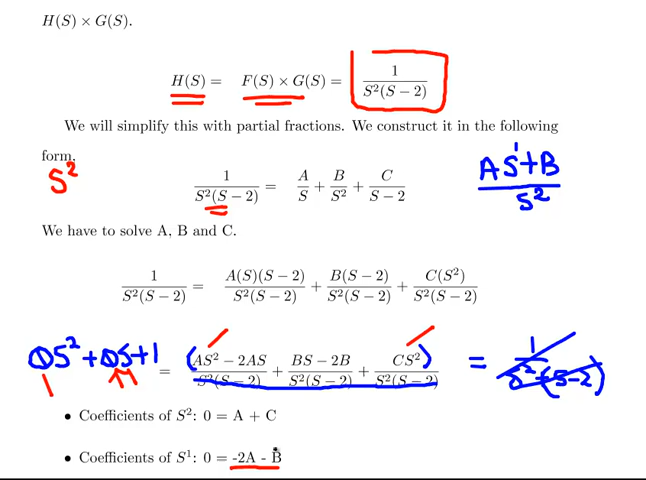 H(S) × G(S).
H(S) = F(S) × G(S) = 1 / S²(S − 2)
We will simplify this with partial fractions. We construct it in the following
form.
S²
1 / S²(S − 2) = A/S + B/S² + C/(S − 2)
AS¹+B / S²
We have to solve A, B and C.
1 / S²(S − 2) = A(S)(S − 2) / S²(S − 2) + B(S − 2) / S²(S − 2) + C(S²) / S²(S − 2)
0S² + 0S + 1 = (AS² − 2AS / S²(S − 2) + BS − 2B / S²(S − 2) + CS² / S²(S − 2)) = 1 / S²(S-2)
• Coefficients of S²: 0 = A + C
• Coefficients of S¹: 0 = -2A - B